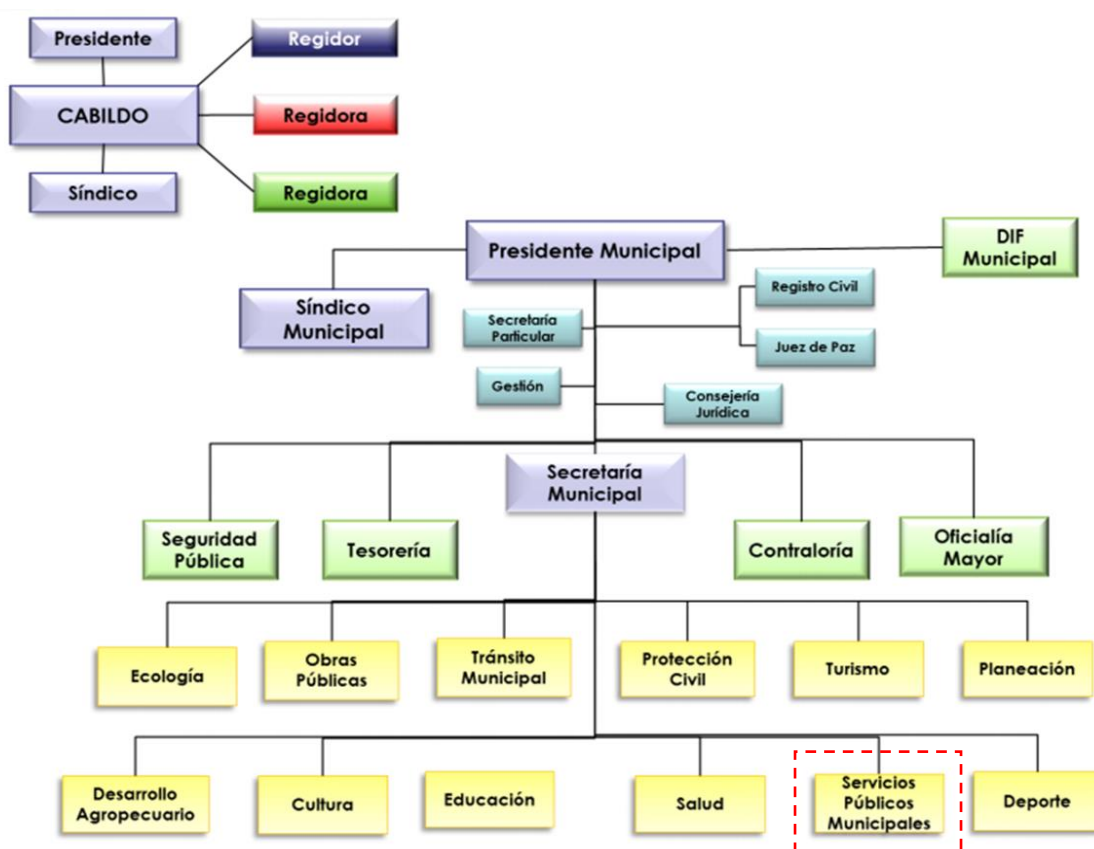 Presidente
Regidor
CABILDO
Regidora
Síndico
Regidora
Presidente Municipal
DIF
Municipal
Síndico
Municipal
Registro Civil
Secretaría
Particular
Juez de Paz
Gestión
Consejería
Jurídica
Secretaría
Municipal
Seguridad
Pública
Tesorería
Contraloría
Oficialía
Mayor
Ecología
Obras
Públicas
Tránsito
Municipal
Protección
Civil
Turismo
Planeación
Desarrollo
Agropecuario
Cultura
Educación
Salud
Servicios
Públicos
Municipales
Deporte